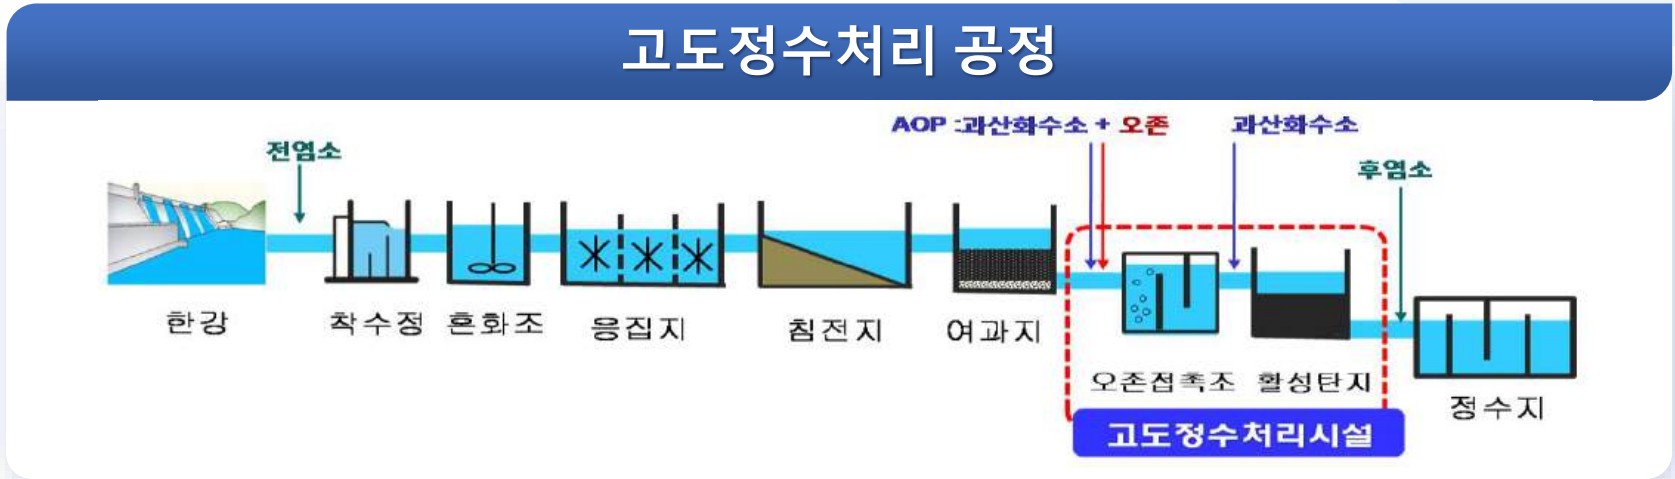 고도정수처리 공정
AOP :과산화수소 + 오존
과산화수소
전염소
후염소
한강
착수정
혼화조
응집지
침전지
여과지
오존접촉조
활성탄지
정수지
고도정수처리시설